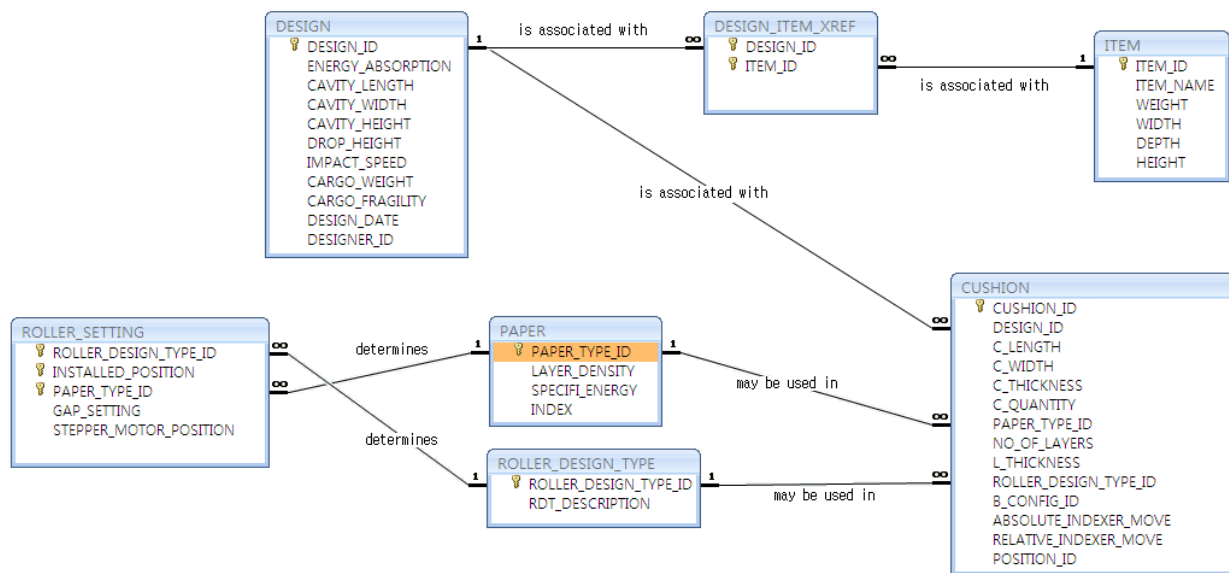 DESIGN
DESIGN_ID
ENERGY_ABSORPTION
CAVITY_LENGTH
CAVITY_WIDTH
CAVITY_HEIGHT
DROP_HEIGHT
IMPACT_SPEED
CARGO_WEIGHT
CARGO_FRAGILITY
DESIGN_DATE
DESIGNER_ID
1
is associated with
∞
DESIGN_ITEM_XREF
DESIGN_ID
ITEM_ID
∞
is associated with
1
ITEM
ITEM_ID
ITEM_NAME
WEIGHT
WIDTH
DEPTH
HEIGHT
is associated with
ROLLER_SETTING
ROLLER_DESIGN_TYPE_ID
INSTALLED_POSITION
PAPER_TYPE_ID
GAP_SETTING
STEPPER_MOTOR_POSITION
∞
∞
determines
determines
1
1
PAPER
PAPER_TYPE_ID
LAYER_DENSITY
SPECIFI_ENERGY
INDEX
1
may be used in
ROLLER_DESIGN_TYPE
ROLLER_DESIGN_TYPE_ID
RDT_DESCRIPTION
1
may be used in
∞
∞
∞
CUSHION
CUSHION_ID
DESIGN_ID
C_LENGTH
C_WIDTH
C_THICKNESS
C_QUANTITY
PAPER_TYPE_ID
NO_OF_LAYERS
L_THICKNESS
ROLLER_DESIGN_TYPE_ID
B_CONFIG_ID
ABSOLUTE_INDEXER_MOVE
RELATIVE_INDEXER_MOVE
POSITION_ID